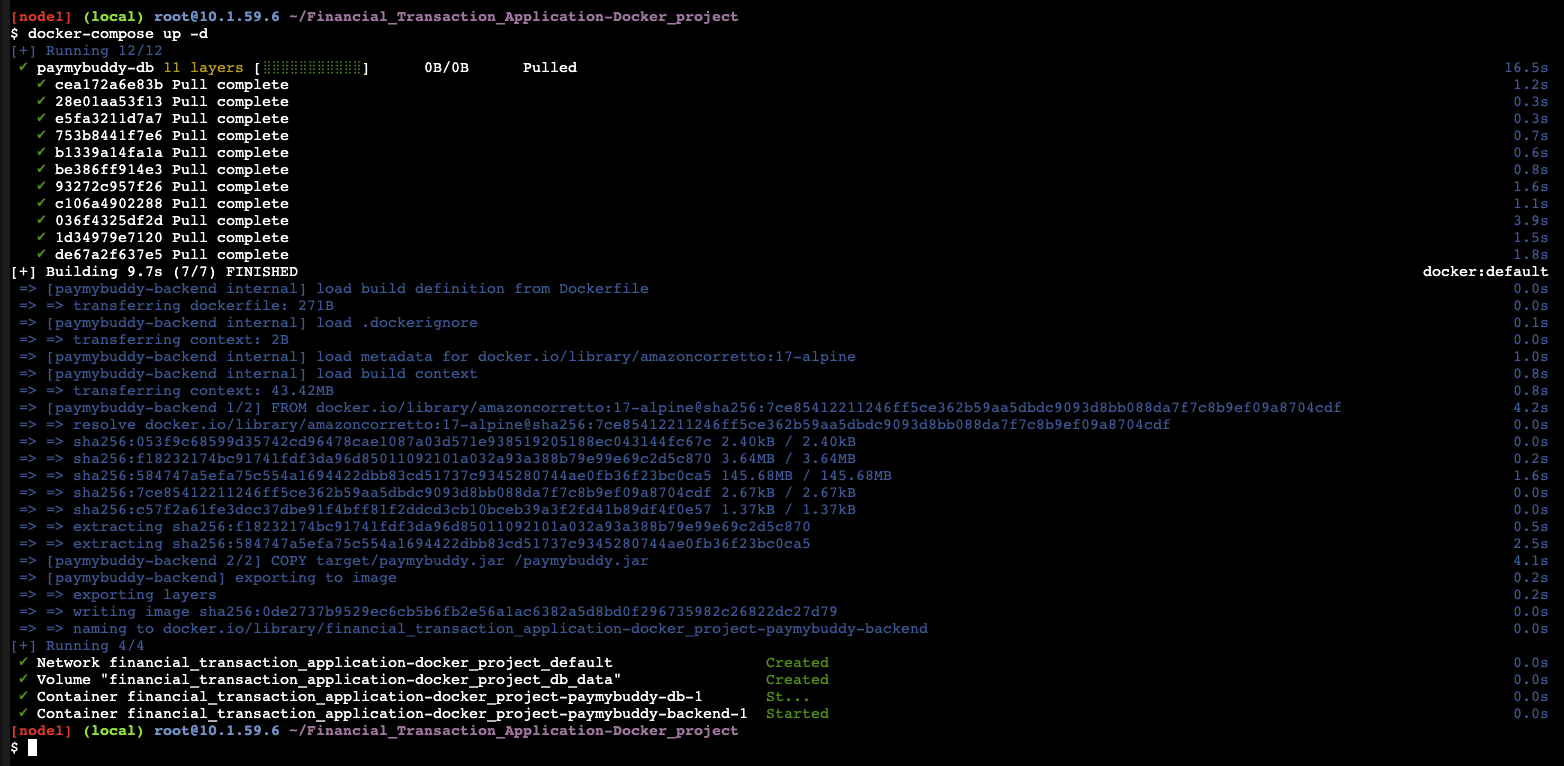 [node1] (local) root@10.1.59.6 ~/Financial_Transaction_Application-Docker_project
$ docker-compose up -d
[+] Running 12/12
✔ paymybuddy-db 11 layers [⣿⣿⣿⣿⣿⣿⣿⣿⣿⣿⣿] 0B/0B Pulled 16.5s
✔ cea172a6e83b Pull complete 1.2s
✔ 28e01aa53f13 Pull complete 0.3s
✔ e5fa3211d7a7 Pull complete 0.3s
✔ 753b8441f7e6 Pull complete 0.7s
✔ b1339a14fa1a Pull complete 0.6s
✔ be386ff914e3 Pull complete 0.8s
✔ 93272c957f26 Pull complete 1.6s
✔ c106a4902288 Pull complete 1.1s
✔ 036f4325df2d Pull complete 3.9s
✔ 1d34979e7120 Pull complete 1.5s
✔ de67a2f637e5 Pull complete 1.8s
[+] Building 9.7s (7/7) FINISHED docker:default
=> [paymybuddy-backend internal] load build definition from Dockerfile 0.0s
=> => transferring dockerfile: 271B 0.0s
=> [paymybuddy-backend internal] load .dockerignore 0.1s
=> => transferring context: 2B 0.0s
=> [paymybuddy-backend internal] load metadata for docker.io/library/amazoncorretto:17-alpine 1.0s
=> [paymybuddy-backend internal] load build context 0.8s
=> => transferring context: 43.42MB 0.8s
=> [paymybuddy-backend 1/2] FROM docker.io/library/amazoncorretto:17-alpine@sha256:7ce85412211246ff5ce362b59aa5dbdc9093d8bb088da7f7c8b9ef09a8704cdf 4.2s
=> => resolve docker.io/library/amazoncorretto:17-alpine@sha256:7ce85412211246ff5ce362b59aa5dbdc9093d8bb088da7f7c8b9ef09a8704cdf 0.0s
=> => sha256:053f9c68599d35742cd96478cae1087a03d571e938519205188ec043144fc67c 2.40kB / 2.40kB 0.0s
=> => sha256:f18232174bc91741fdf3da96d85011092101a032a93a388b79e99e69c2d5c870 3.64MB / 3.64MB 0.2s
=> => sha256:584747a5efa75c554a1694422dbb83cd51737c9345280744ae0fb36f23bc0ca5 145.68MB / 145.68MB 1.6s
=> => sha256:7ce85412211246ff5ce362b59aa5dbdc9093d8bb088da7f7c8b9ef09a8704cdf 2.67kB / 2.67kB 0.0s
=> => sha256:c57f2a61fe3dcc37dbe91f4bff81f2ddcd3cb10bceb39a3f2fd41b89df4f0e57 1.37kB / 1.37kB 0.0s
=> => extracting sha256:f18232174bc91741fdf3da96d85011092101a032a93a388b79e99e69c2d5c870 0.5s
=> => extracting sha256:584747a5efa75c554a1694422dbb83cd51737c9345280744ae0fb36f23bc0ca5 2.5s
=> [paymybuddy-backend 2/2] COPY target/paymybuddy.jar /paymybuddy.jar 4.1s
=> [paymybuddy-backend] exporting to image 0.2s
=> => exporting layers 0.2s
=> => writing image sha256:0de2737b9529ec6cb5b6fb2e56a1ac6382a5d8bd0f296735982c26822dc27d79 0.0s
=> => naming to docker.io/library/financial_transaction_application-docker_project-paymybuddy-backend 0.0s
[+] Running 4/4
✔ Network financial_transaction_application-docker_project_default Created 0.0s
✔ Volume "financial_transaction_application-docker_project_db_data" Created 0.0s
✔ Container financial_transaction_application-docker_project-paymybuddy-db-1 St... 0.0s
✔ Container financial_transaction_application-docker_project-paymybuddy-backend-1 Started 0.0s
[node1] (local) root@10.1.59.6 ~/Financial_Transaction_Application-Docker_project
$